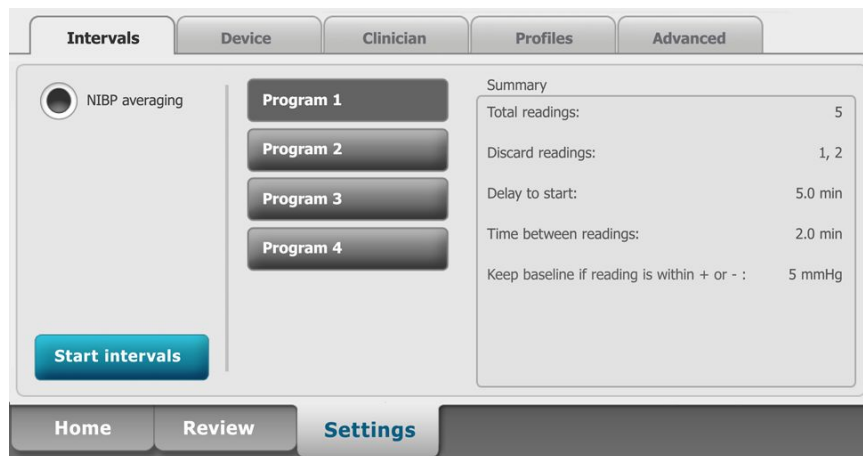 Intervals
Device
Clinician
Profiles
Advanced
NIBP averaging
Program 1
Program 2
Program 3
Program 4
Start intervals
Summary
Total readings: 5
Discard readings: 1, 2
Delay to start: 5.0 min
Time between readings: 2.0 min
Keep baseline if reading is within + or - : 5 mmHg
Home
Review
Settings